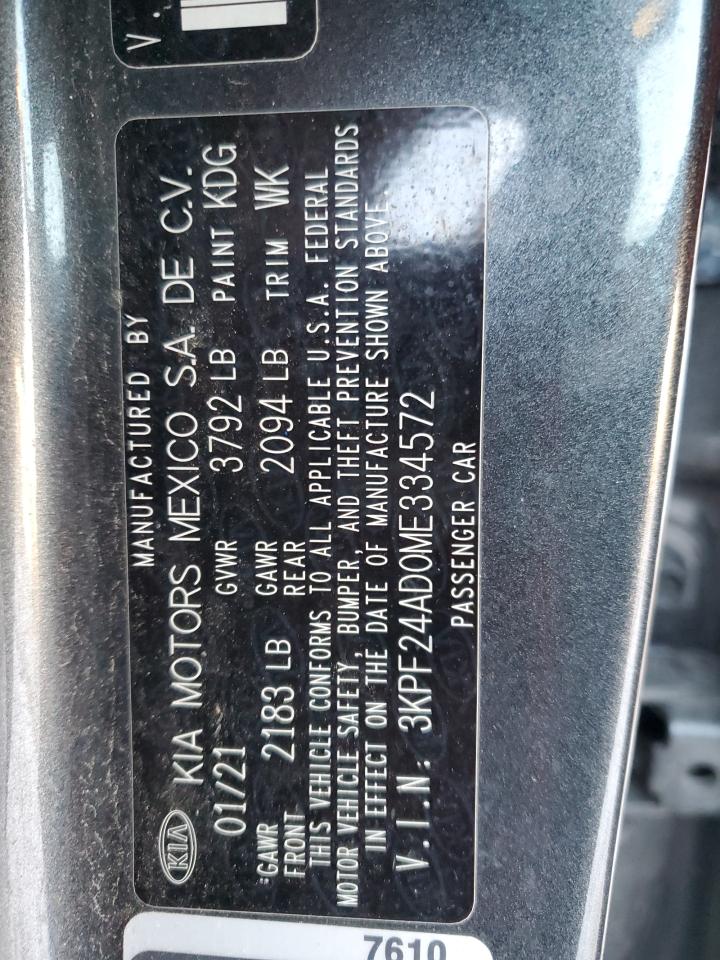 MANUFACTURED BY
KIA KIA MOTORS MEXICO S.A. DE C.V.
01/21 GVWR 3792 LB PAINT KDG
GAWR FRONT 2183 LB GAWR REAR 2094 LB TRIM WK
THIS VEHICLE CONFORMS TO ALL APPLICABLE U.S.A. FEDERAL
MOTOR VEHICLE SAFETY, BUMPER, AND THEFT PREVENTION STANDARDS
IN EFFECT ON THE DATE OF MANUFACTURE SHOWN ABOVE.
V.I.N: 3KPF24AD0ME334572
PASSENGER CAR
7610
V.